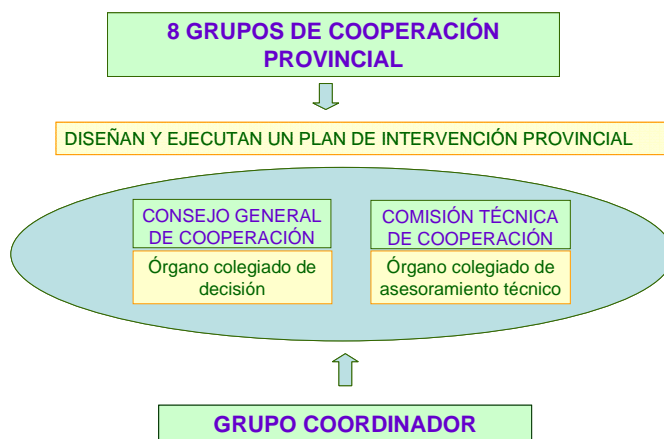 8 GRUPOS DE COOPERACIÓN
PROVINCIAL
DISEÑAN Y EJECUTAN UN PLAN DE INTERVENCIÓN PROVINCIAL
CONSEJO GENERAL
DE COOPERACIÓN
Órgano colegiado de
decisión
COMISIÓN TÉCNICA
DE COOPERACIÓN
Órgano colegiado de
asesoramiento técnico
GRUPO COORDINADOR